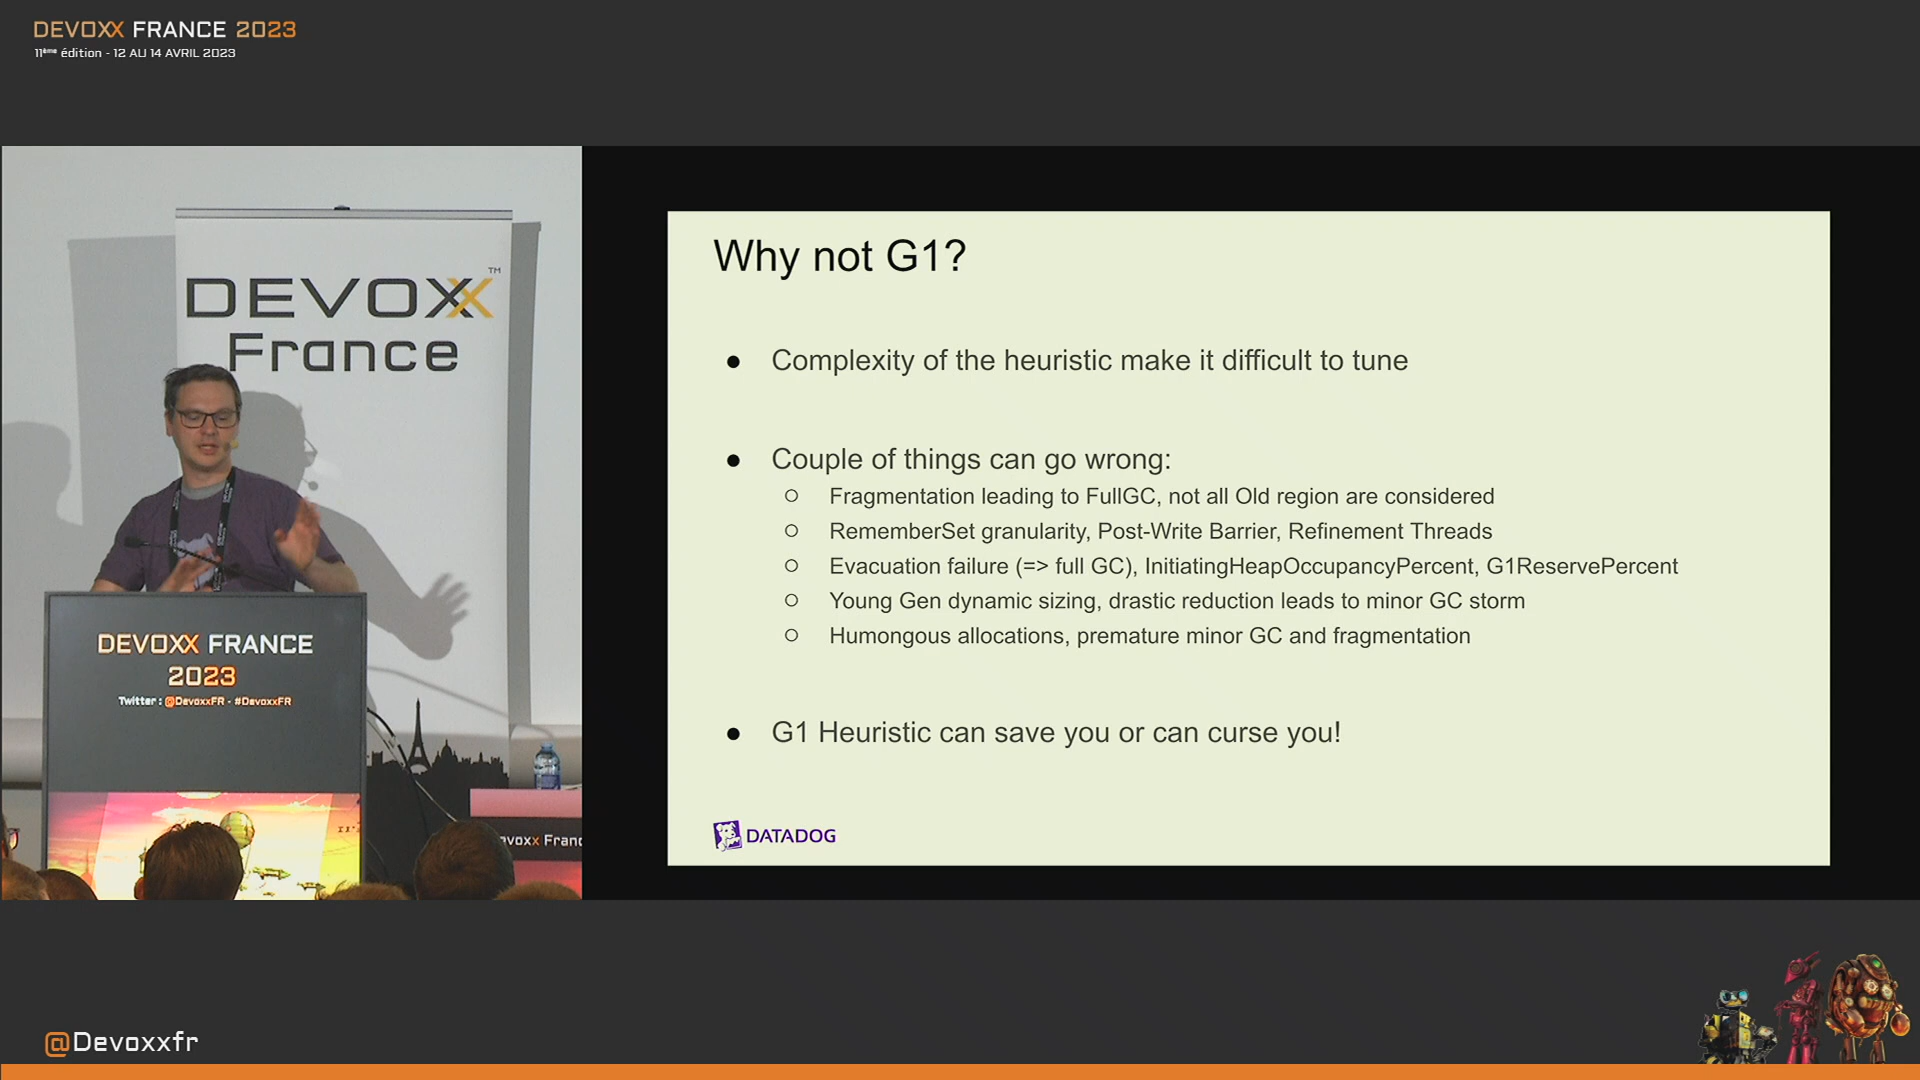 DEVOXX FRANCE 2023
11ème édition - 12 AU 14 AVRIL 2023
DEVOXX™
France
DEVOXX FRANCE
2023
Twitter : @DevoxxFR - #DevoxxFR
Why not G1?
● Complexity of the heuristic make it difficult to tune
● Couple of things can go wrong:
○ Fragmentation leading to FullGC, not all Old region are considered
○ RememberSet granularity, Post-Write Barrier, Refinement Threads
○ Evacuation failure (=> full GC), InitiatingHeapOccupancyPercent, G1ReservePercent
○ Young Gen dynamic sizing, drastic reduction leads to minor GC storm
○ Humongous allocations, premature minor GC and fragmentation
● G1 Heuristic can save you or can curse you!
DATADOG
@Devoxxfr